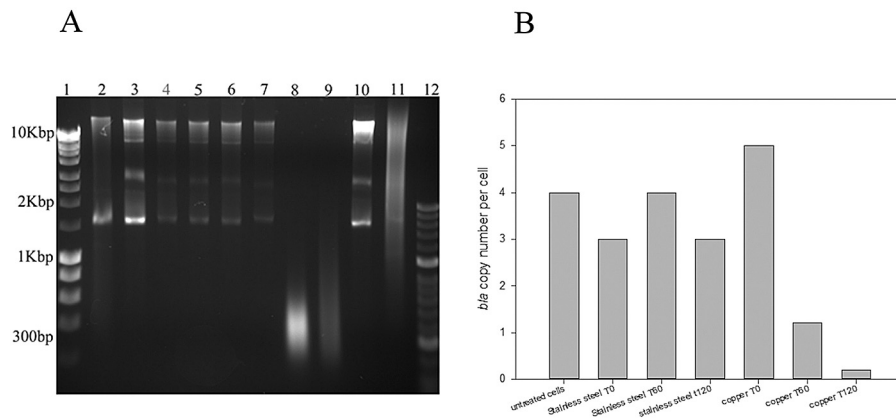 A
B
1 2 3 4 5 6 7 8 9 10 11 12
10Kbp
2Kbp
1Kbp
300bp
6
5
4
3
2
1
0
bla copy number per cell
untreated cells
Stainless steel T0
Stainless steel T60
stainless steel t120
copper T0
copper T60
copper T120